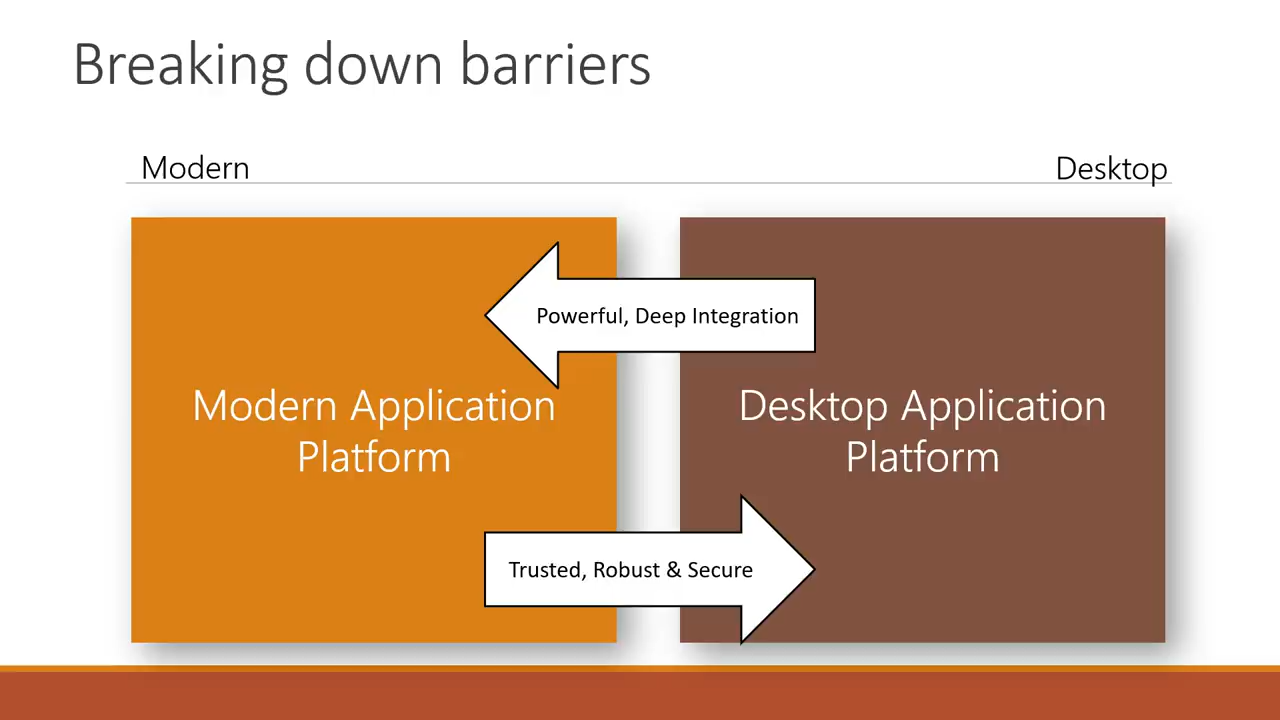 Breaking down barriers
Modern
Desktop
Powerful, Deep Integration
Modern Application
Platform
Desktop Application
Platform
Trusted, Robust & Secure